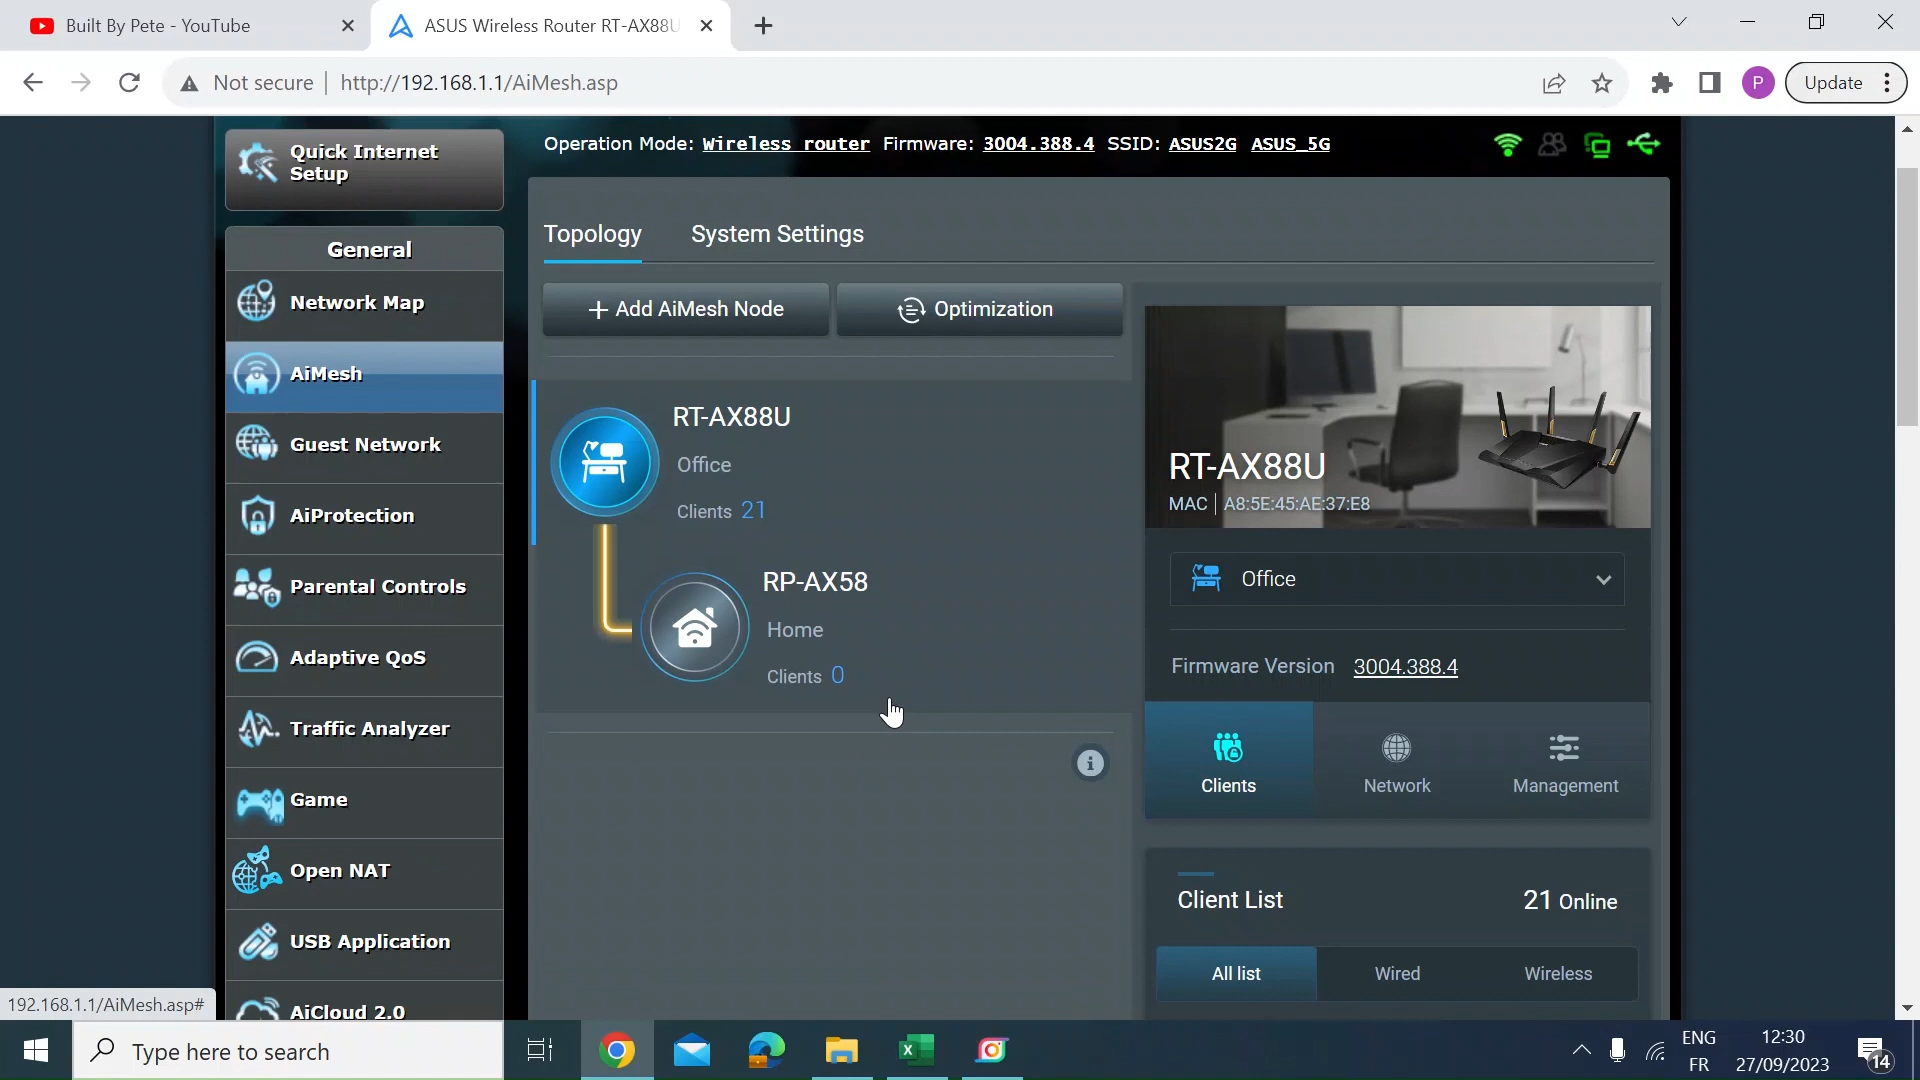 Built By Pete - YouTube
ASUS Wireless Router RT-AX88U
Not secure | http://192.168.1.1/AiMesh.asp
P
Update
Quick Internet
Setup
Operation Mode: Wireless router Firmware: 3004.388.4 SSID: ASUS2G ASUS_5G
General
Network Map
AiMesh
Guest Network
AiProtection
Parental Controls
Adaptive QoS
Traffic Analyzer
Game
Open NAT
USB Application
AiCloud 2.0
Topology
System Settings
+ Add AiMesh Node
Optimization
RT-AX88U
Office
Clients 21
RP-AX58
Home
Clients 0
RT-AX88U
MAC | A8:5E:45:AE:37:E8
Office
Firmware Version 3004.388.4
Clients
Network
Management
Client List
21 Online
All list
Wired
Wireless
192.168.1.1/AiMesh.asp#
Type here to search
ENG
FR
12:30
27/09/2023
14